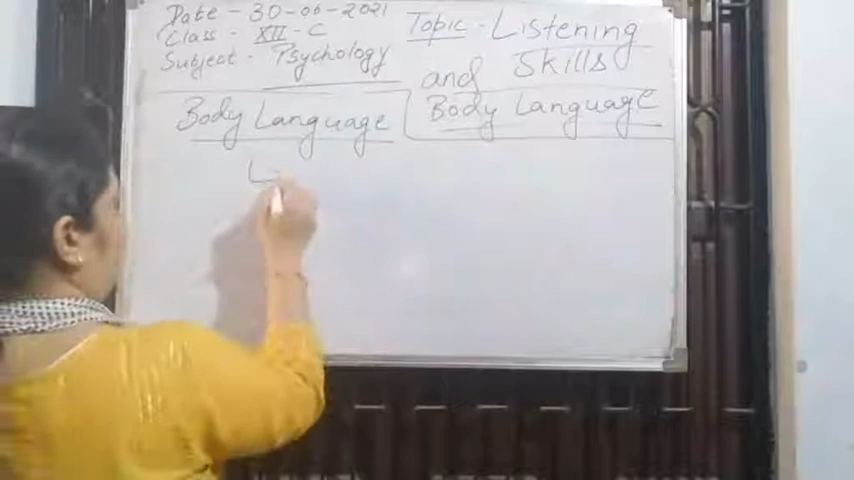 Date - 30-06-2021
Class - XII - C
Subject - Psychology
Topic - Listening
and Skills
Body Language
Body Language
L